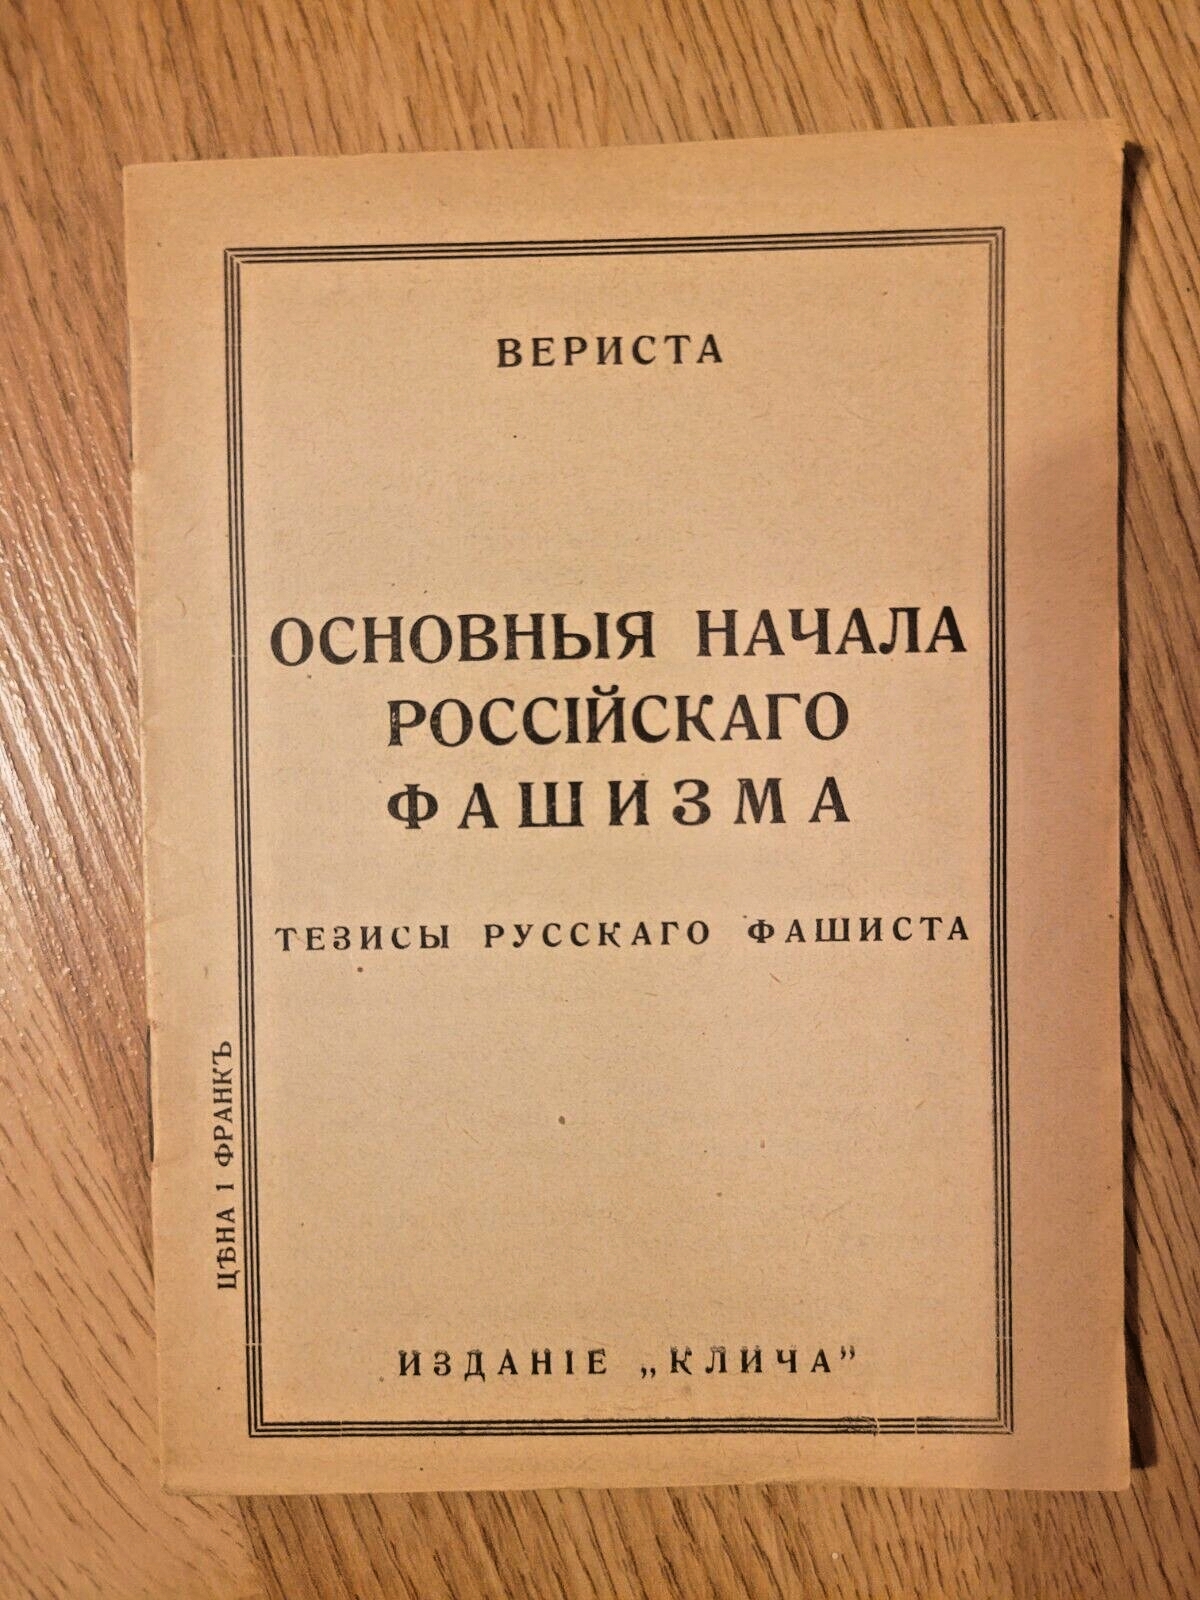 ВЕРИСТА
ОСНОВНЫЯ НАЧАЛА
РОССІЙСКАГО
ФАШИЗМА
ТЕЗИСЫ РУССКАГО ФАШИСТА
ЦѢНА 1 ФРАНКЪ
ИЗДАНІЕ „КЛИЧА”